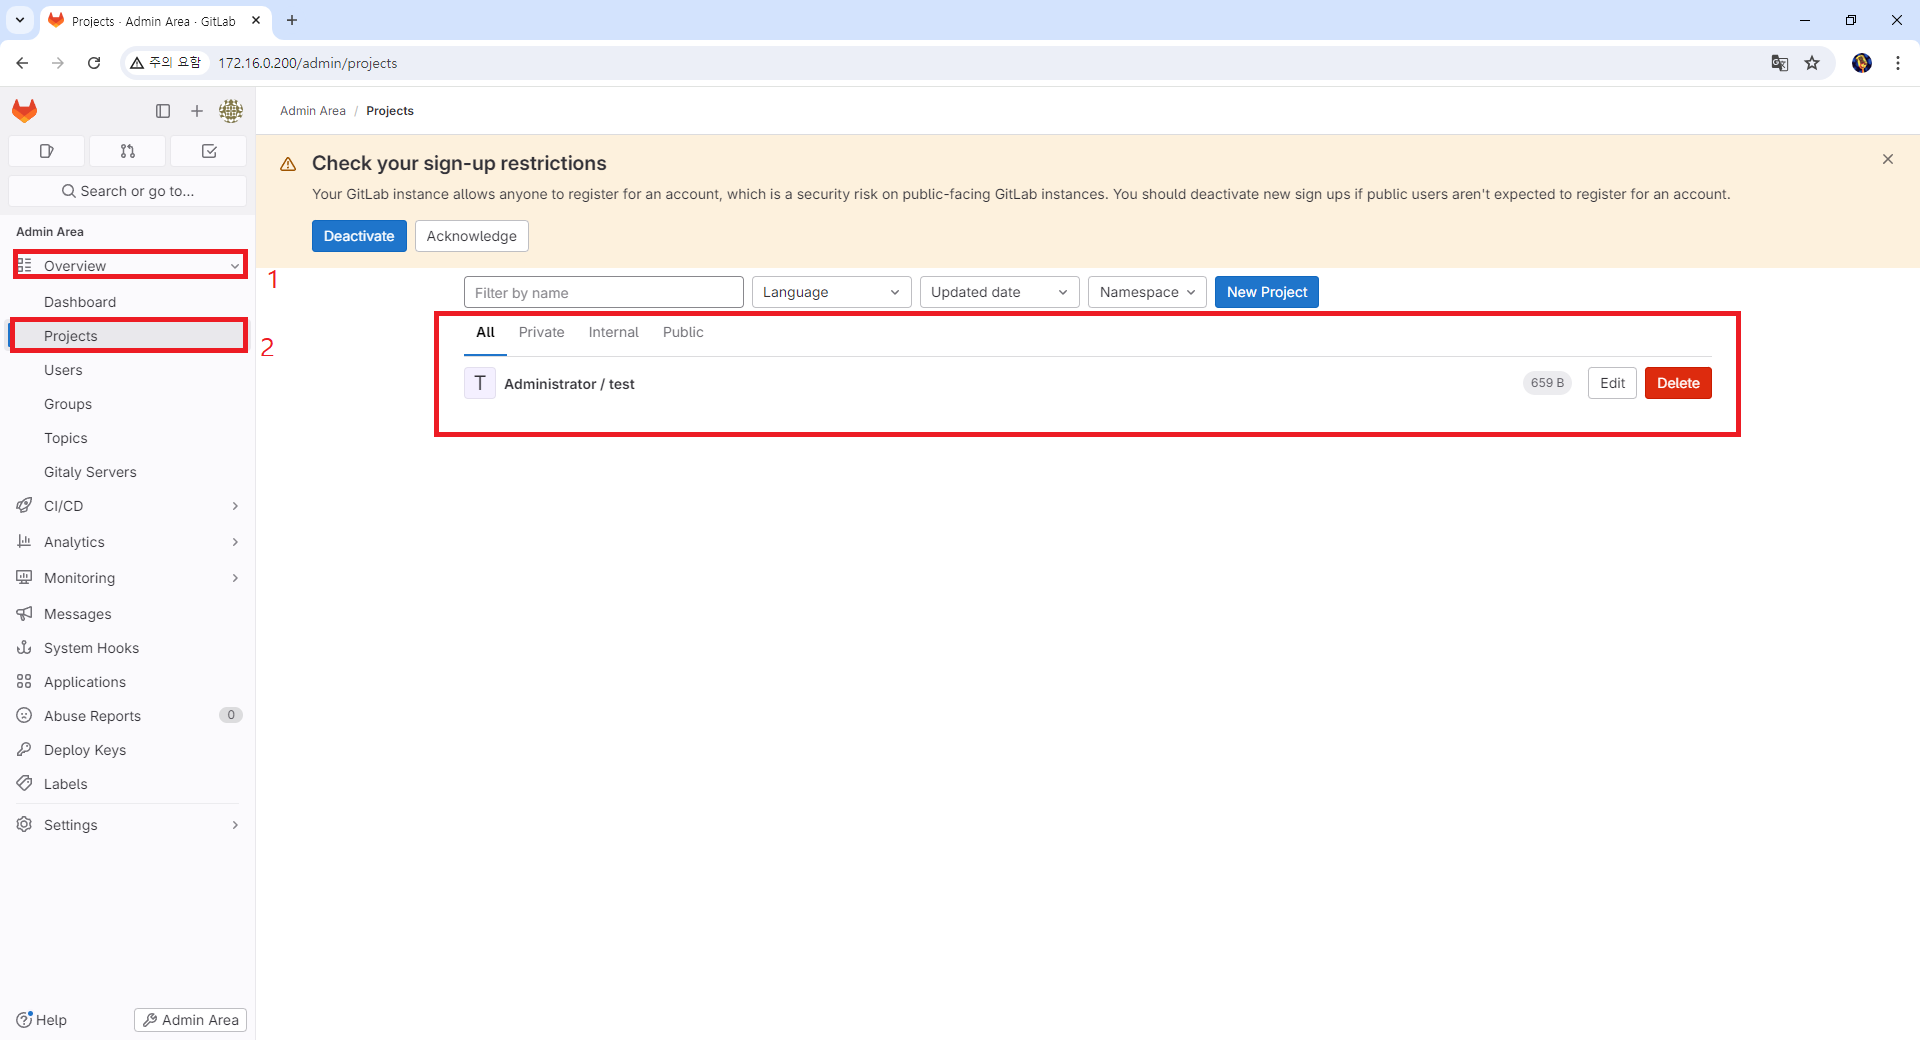 Projects · Admin Area · GitLab
주의 요함
172.16.0.200/admin/projects
Admin Area / Projects
Check your sign-up restrictions
Your GitLab instance allows anyone to register for an account, which is a security risk on public-facing GitLab instances. You should deactivate new sign ups if public users aren't expected to register for an account.
Deactivate
Acknowledge
Search or go to...
Admin Area
Overview
1
Dashboard
Projects
2
Users
Groups
Topics
Gitaly Servers
CI/CD
Analytics
Monitoring
Messages
System Hooks
Applications
Abuse Reports 0
Deploy Keys
Labels
Settings
Help
Admin Area
Filter by name
Language
Updated date
Namespace
New Project
All Private Internal Public
T Administrator / test 659 B Edit Delete